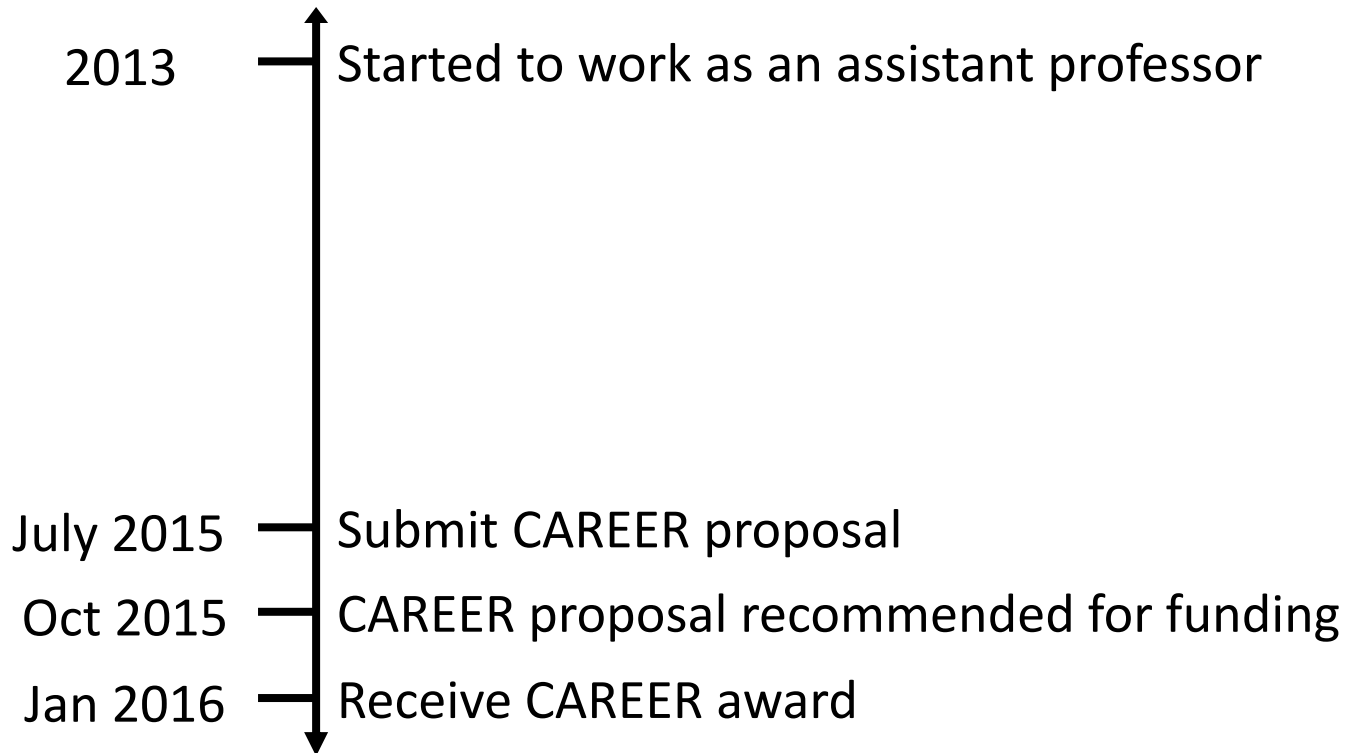 2013 Started to work as an assistant professor
July 2015 Submit CAREER proposal
Oct 2015 CAREER proposal recommended for funding
Jan 2016 Receive CAREER award